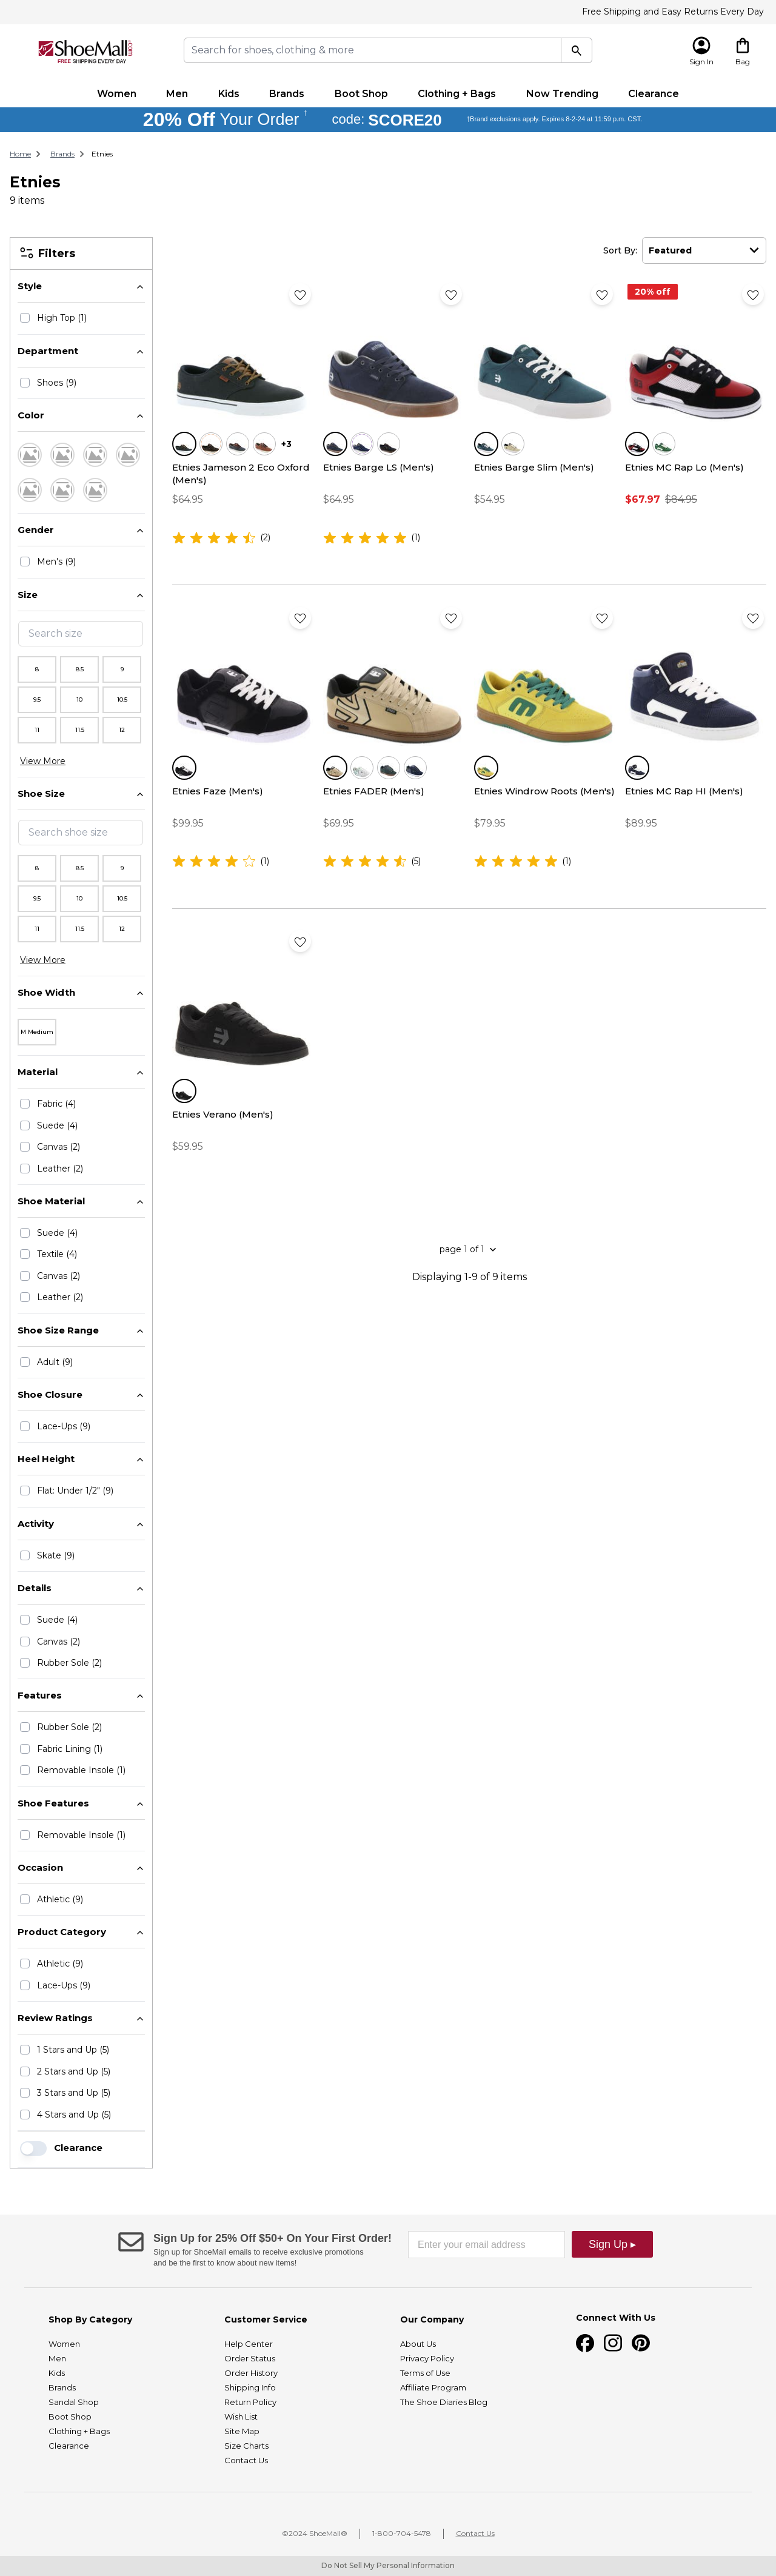 Free Shipping and Easy Returns Every Day
ShoeMall.com
FREE SHIPPING EVERY DAY
Search for shoes, clothing & more
Sign In
Bag
Women Men Kids Brands Boot Shop Clothing + Bags Now Trending Clearance
20% Off Your Order † code: SCORE20 †Brand exclusions apply. Expires 8-2-24 at 11:59 p.m. CST.
Home Brands Etnies
Etnies
9 items
Filters
Style
High Top (1)
Department
Shoes (9)
Color
Gender
Men's (9)
Size
Search size
8 8.5 9
9.5 10 10.5
11 11.5 12
View More
Shoe Size
Search shoe size
8 8.5 9
9.5 10 10.5
11 11.5 12
View More
Shoe Width
M Medium
Material
Fabric (4)
Suede (4)
Canvas (2)
Leather (2)
Shoe Material
Suede (4)
Textile (4)
Canvas (2)
Leather (2)
Shoe Size Range
Adult (9)
Shoe Closure
Lace-Ups (9)
Heel Height
Flat: Under 1/2" (9)
Activity
Skate (9)
Details
Suede (4)
Canvas (2)
Rubber Sole (2)
Features
Rubber Sole (2)
Fabric Lining (1)
Removable Insole (1)
Shoe Features
Removable Insole (1)
Occasion
Athletic (9)
Product Category
Athletic (9)
Lace-Ups (9)
Review Ratings
1 Stars and Up (5)
2 Stars and Up (5)
3 Stars and Up (5)
4 Stars and Up (5)
Clearance
Sort By: Featured
+3
Etnies Jameson 2 Eco Oxford
(Men's)
$64.95
(2)
Etnies Barge LS (Men's)
$64.95
(1)
Etnies Barge Slim (Men's)
$54.95
20% off
Etnies MC Rap Lo (Men's)
$67.97 $84.95
Etnies Faze (Men's)
$99.95
(1)
Etnies FADER (Men's)
$69.95
(5)
Etnies Windrow Roots (Men's)
$79.95
(1)
Etnies MC Rap HI (Men's)
$89.95
Etnies Verano (Men's)
$59.95
page 1 of 1
Displaying 1-9 of 9 items
Sign Up for 25% Off $50+ On Your First Order!
Sign up for ShoeMall emails to receive exclusive promotions
and be the first to know about new items!
Enter your email address
Sign Up ▸
Shop By Category
Women
Men
Kids
Brands
Sandal Shop
Boot Shop
Clothing + Bags
Clearance
Customer Service
Help Center
Order Status
Order History
Shipping Info
Return Policy
Wish List
Site Map
Size Charts
Contact Us
Our Company
About Us
Privacy Policy
Terms of Use
Affiliate Program
The Shoe Diaries Blog
Connect With Us
©2024 ShoeMall® 1-800-704-5478 Contact Us
Do Not Sell My Personal Information